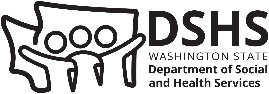 DSHS
WASHINGTON STATE
Department of Social
and Health Services